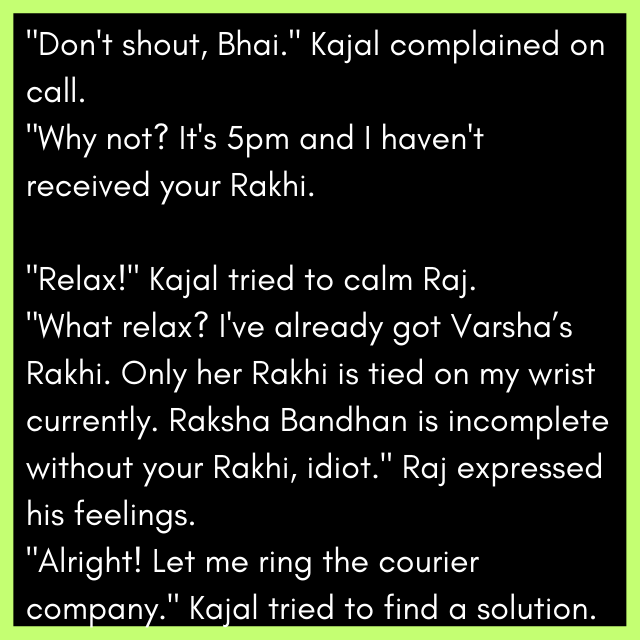 "Don't shout, Bhai." Kajal complained on
call.
"Why not? It's 5pm and I haven't
received your Rakhi.
"Relax!" Kajal tried to calm Raj.
"What relax? I've already got Varsha’s
Rakhi. Only her Rakhi is tied on my wrist
currently. Raksha Bandhan is incomplete
without your Rakhi, idiot." Raj expressed
his feelings.
"Alright! Let me ring the courier
company." Kajal tried to find a solution.